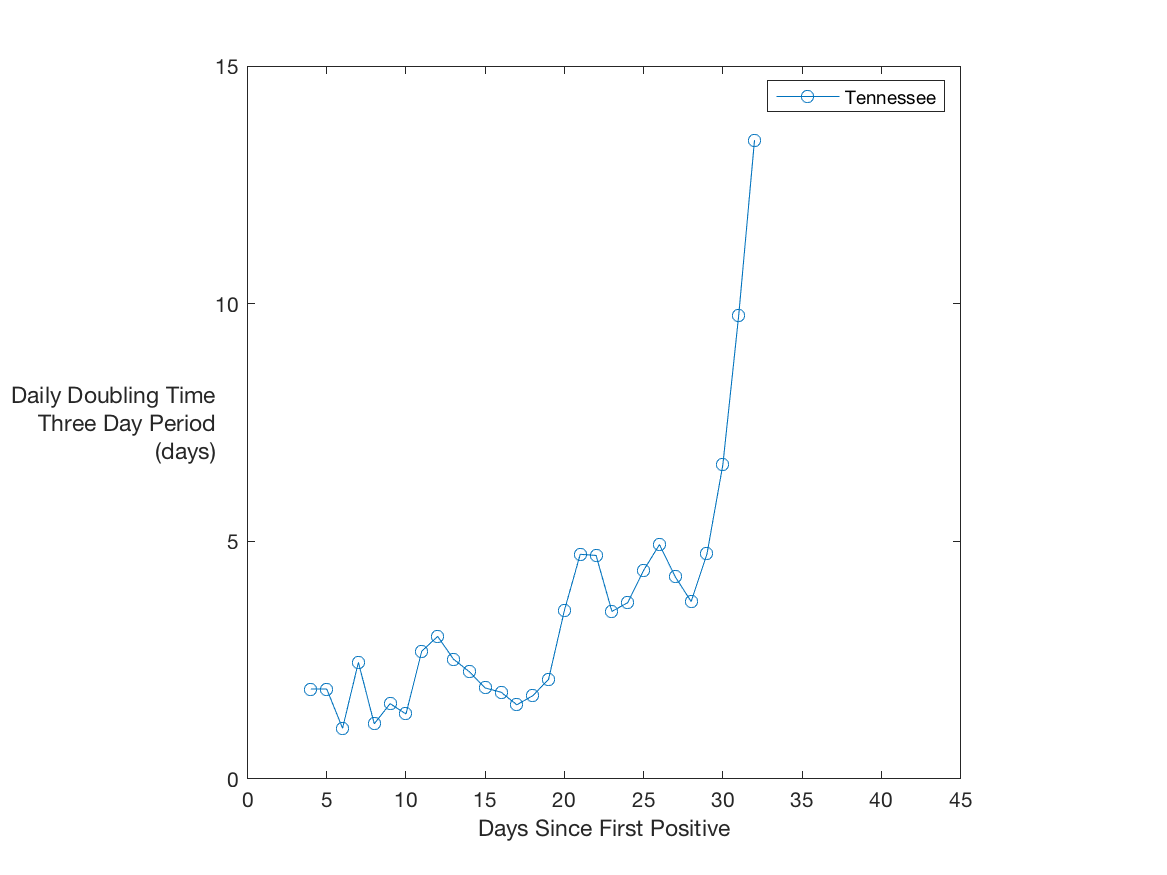 15
Tennessee
10
Daily Doubling Time
Three Day Period
(days)
5
0
0 5 10 15 20 25 30 35 40 45
Days Since First Positive